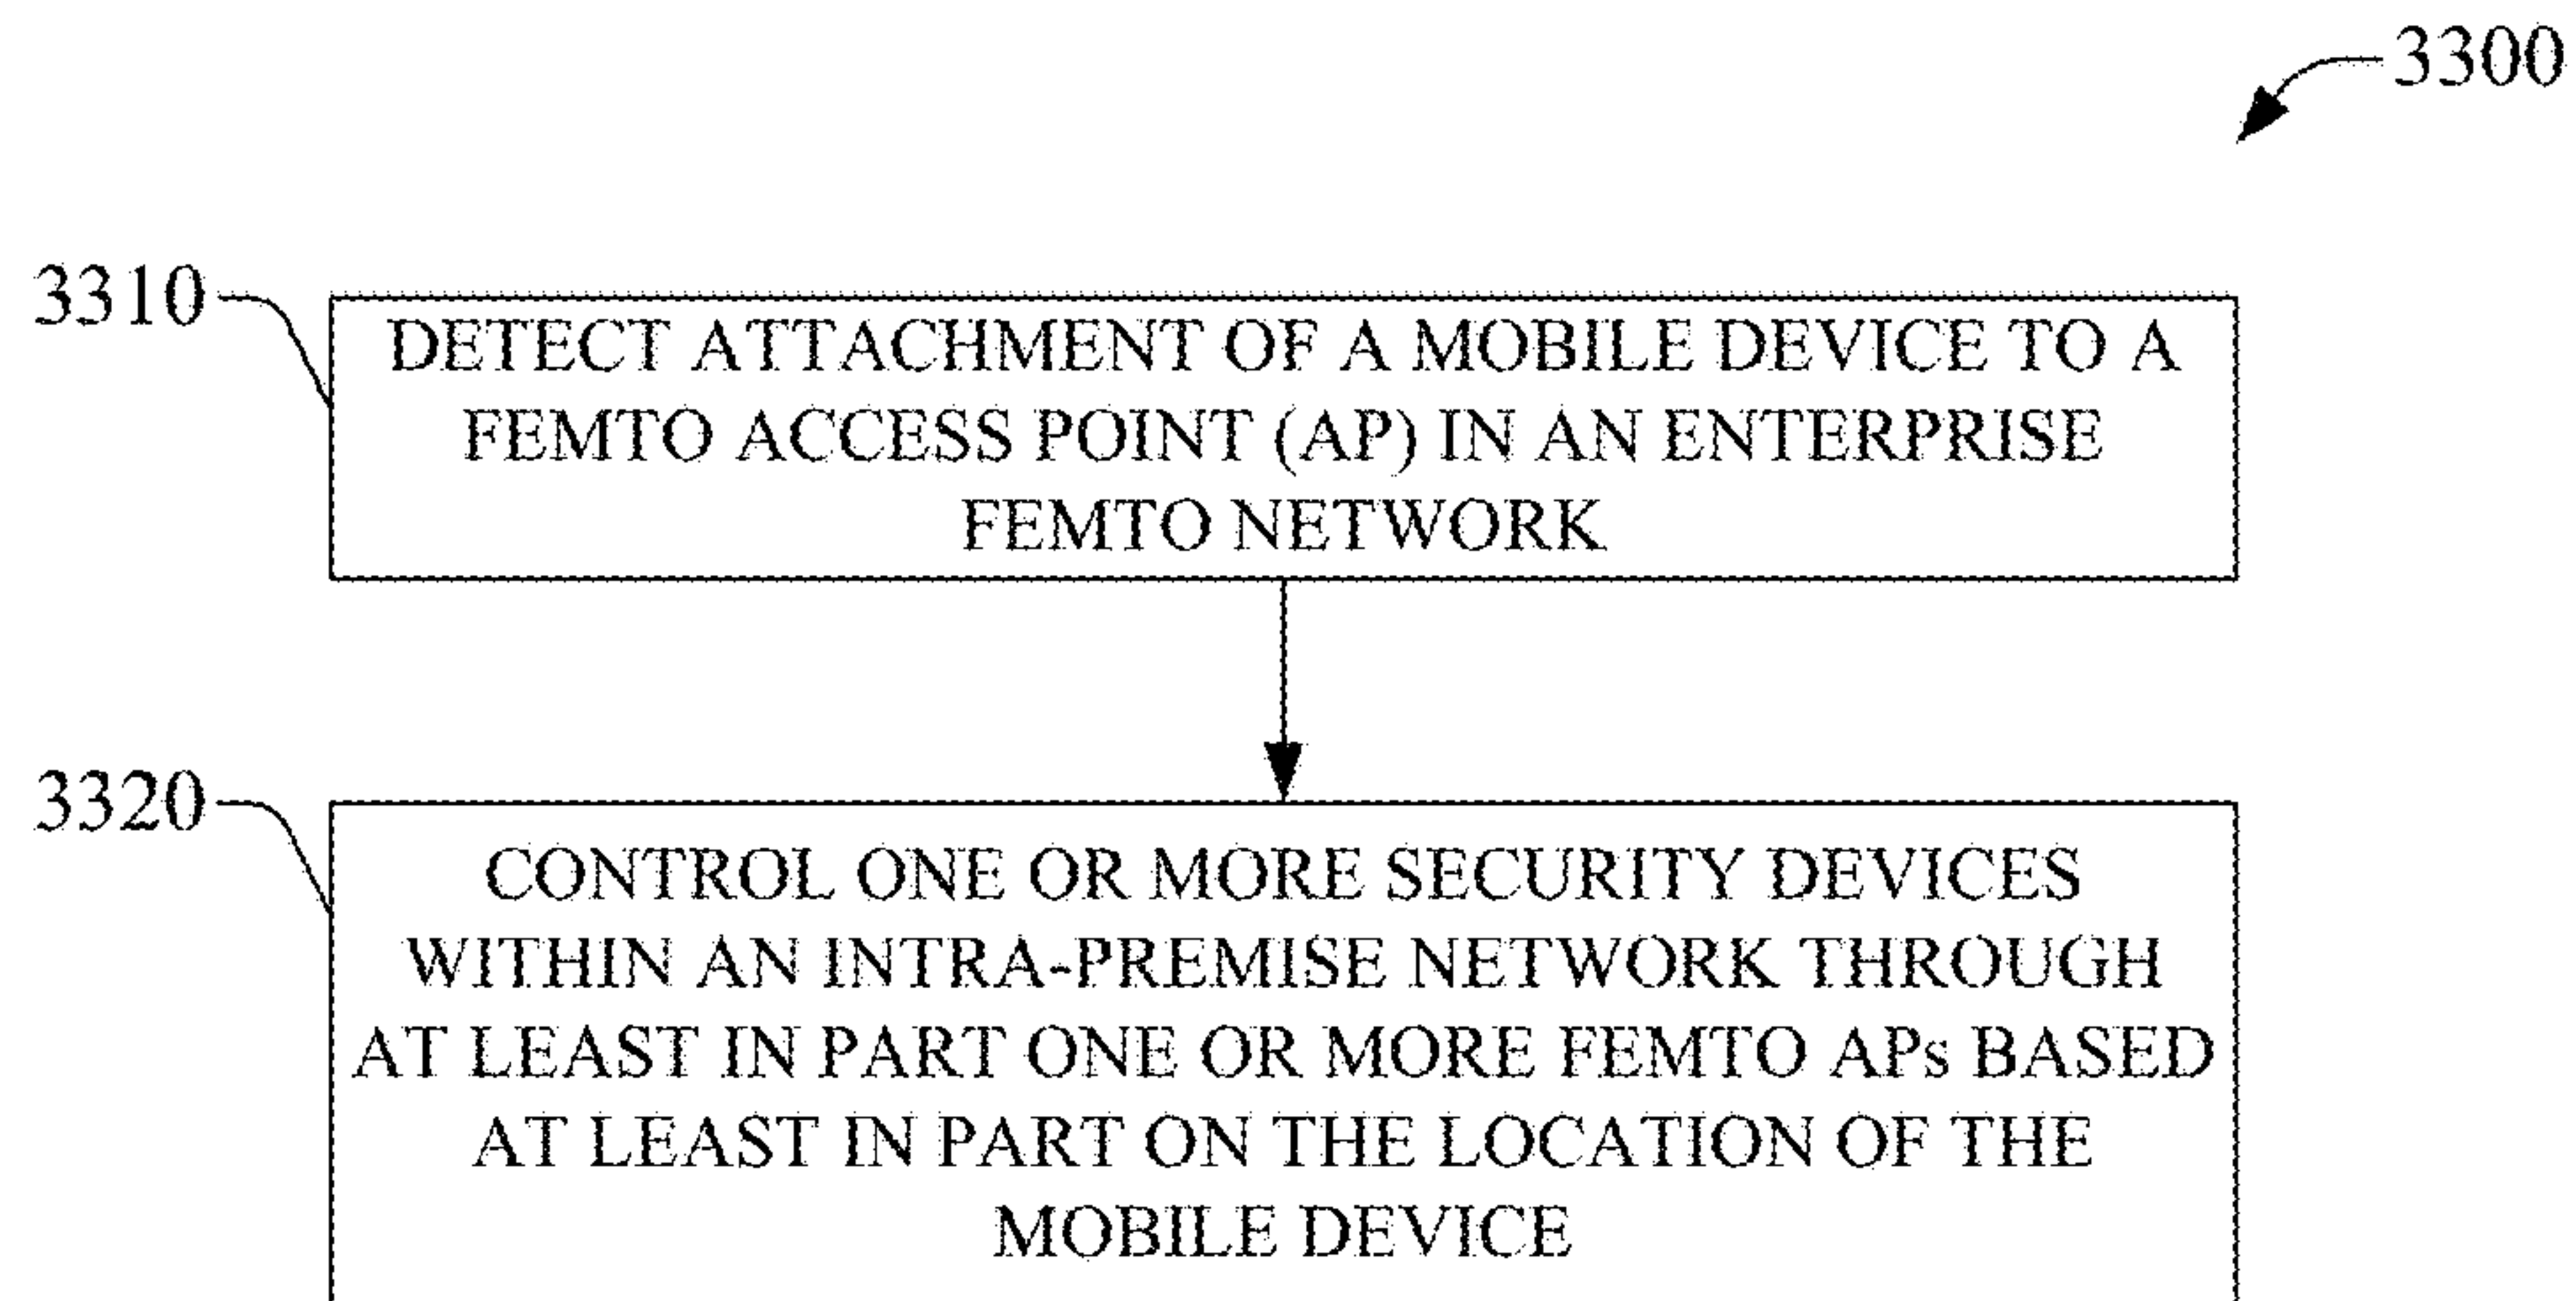 3300
3310
DETECT ATTACHMENT OF A MOBILE DEVICE TO A
FEMTO ACCESS POINT (AP) IN AN ENTERPRISE
FEMTO NETWORK
3320
CONTROL ONE OR MORE SECURITY DEVICES
WITHIN AN INTRA-PREMISE NETWORK THROUGH
AT LEAST IN PART ONE OR MORE FEMTO APs BASED
AT LEAST IN PART ON THE LOCATION OF THE
MOBILE DEVICE